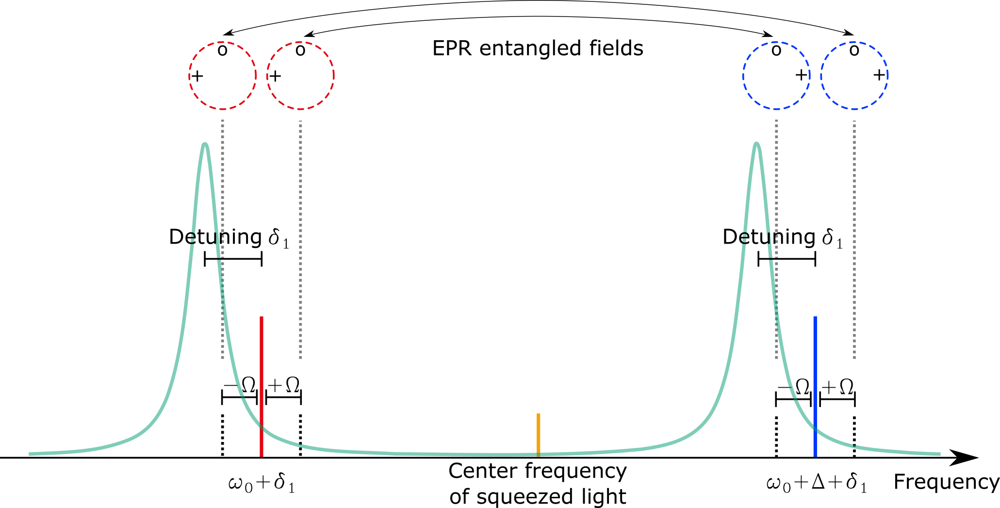 o o EPR entangled fields o o
+ + + +
Detuning δ₁ Detuning δ₁
−Ω +Ω −Ω +Ω
ω₀+δ₁ Center frequency ω₀+Δ+δ₁ Frequency
of squeezed light